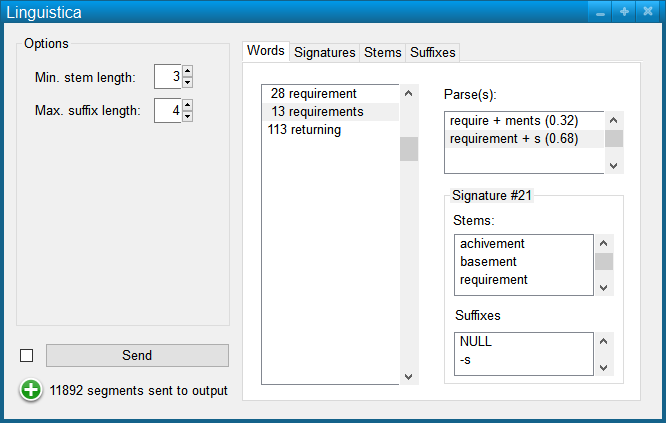 Linguistica
Options
Min. stem length: 3
Max. suffix length: 4
Send
11892 segments sent to output
Words Signatures Stems Suffixes
28 requirement
13 requirements
113 returning
Parse(s):
require + ments (0.32)
requirement + s (0.68)
Signature #21
Stems:
achivement
basement
requirement
Suffixes
NULL
-s